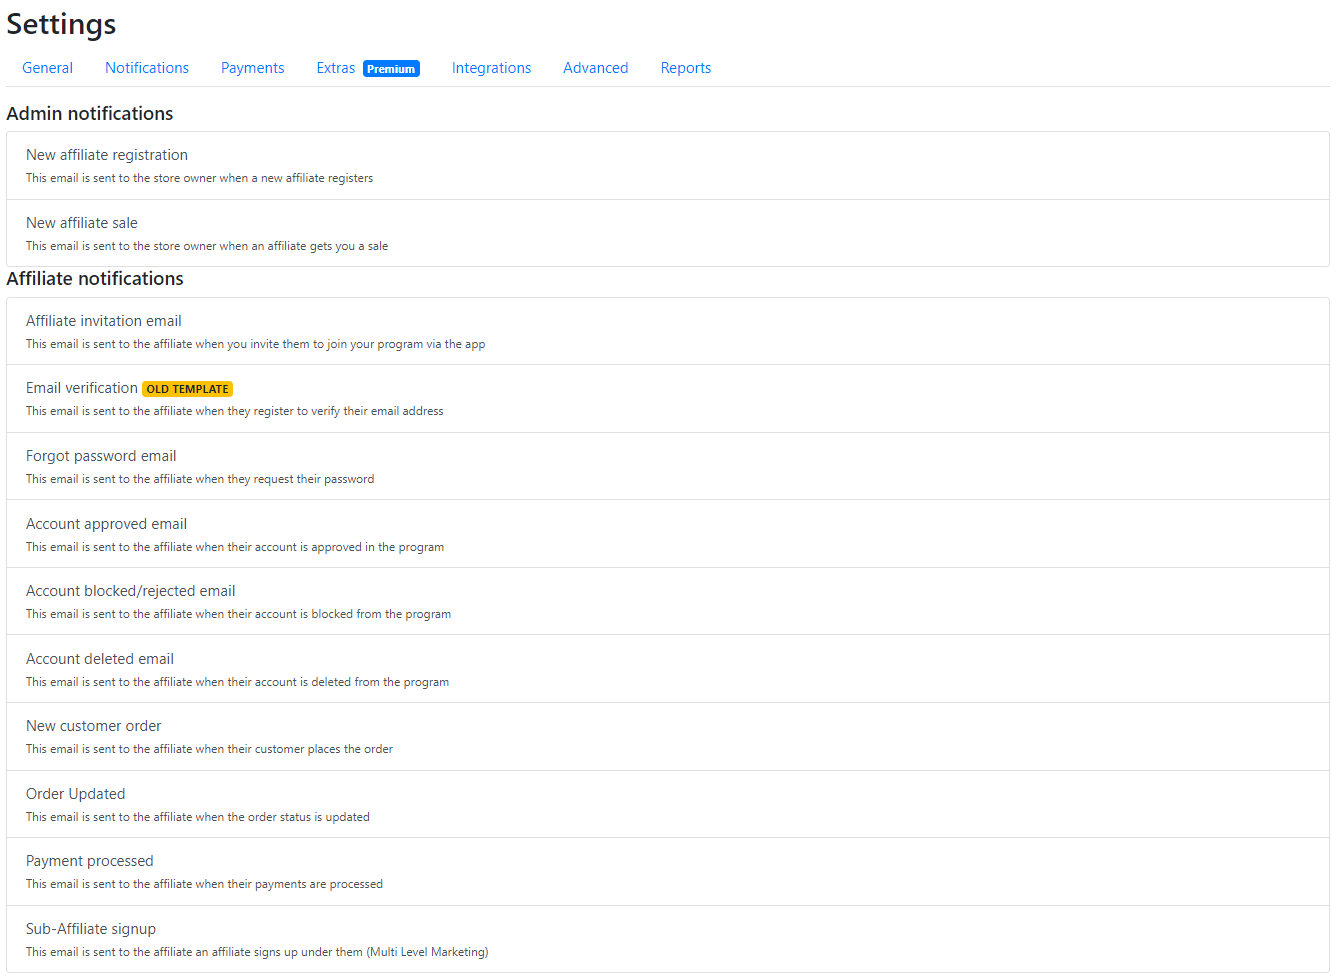 Settings
General Notifications Payments Extras Premium Integrations Advanced Reports
Admin notifications
New affiliate registration
This email is sent to the store owner when a new affiliate registers
New affiliate sale
This email is sent to the store owner when an affiliate gets you a sale
Affiliate notifications
Affiliate invitation email
This email is sent to the affiliate when you invite them to join your program via the app
Email verification OLD TEMPLATE
This email is sent to the affiliate when they register to verify their email address
Forgot password email
This email is sent to the affiliate when they request their password
Account approved email
This email is sent to the affiliate when their account is approved in the program
Account blocked/rejected email
This email is sent to the affiliate when their account is blocked from the program
Account deleted email
This email is sent to the affiliate when their account is deleted from the program
New customer order
This email is sent to the affiliate when their customer places the order
Order Updated
This email is sent to the affiliate when the order status is updated
Payment processed
This email is sent to the affiliate when their payments are processed
Sub-Affiliate signup
This email is sent to the affiliate an affiliate signs up under them (Multi Level Marketing)